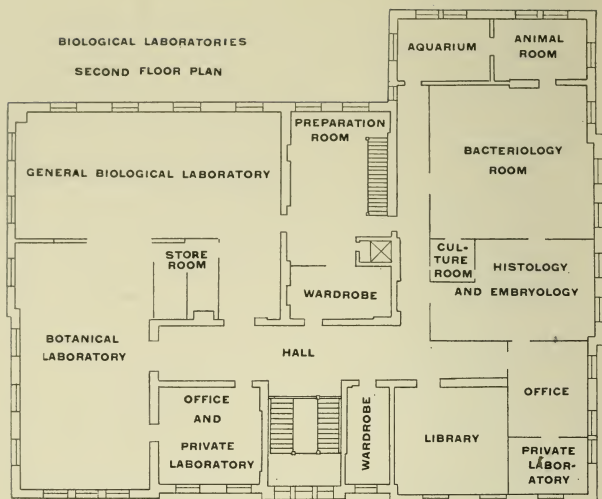 BIOLOGICAL LABORATORIES
SECOND FLOOR PLAN
AQUARIUM
ANIMAL
ROOM
PREPARATION
ROOM
GENERAL BIOLOGICAL LABORATORY
BACTERIOLOGY
ROOM
STORE
ROOM
CUL-
TURE
ROOM
HISTOLOGY
AND EMBRYOLOGY
WARDROBE
BOTANICAL
LABORATORY
HALL
OFFICE
AND
PRIVATE
LABORATORY
WARDROBE
LIBRARY
OFFICE
PRIVATE
LABOR-
ATORY